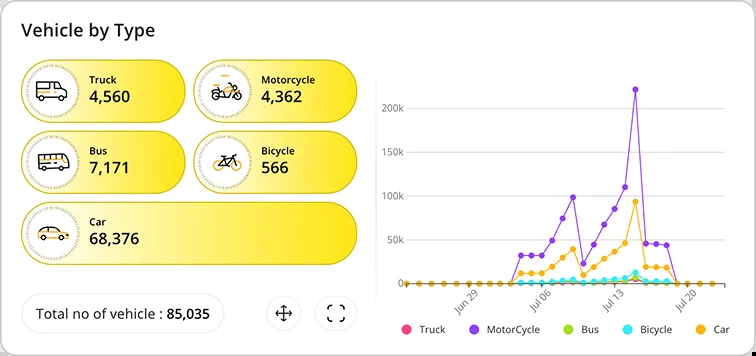 Vehicle by Type
Truck
4,560
Motorcycle
4,362
Bus
7,171
Bicycle
566
Car
68,376
Total no of vehicle : 85,035
200k
150k
100k
50k
0
Jun 29
Jul 06
Jul 13
Jul 20
Truck
MotorCycle
Bus
Bicycle
Car